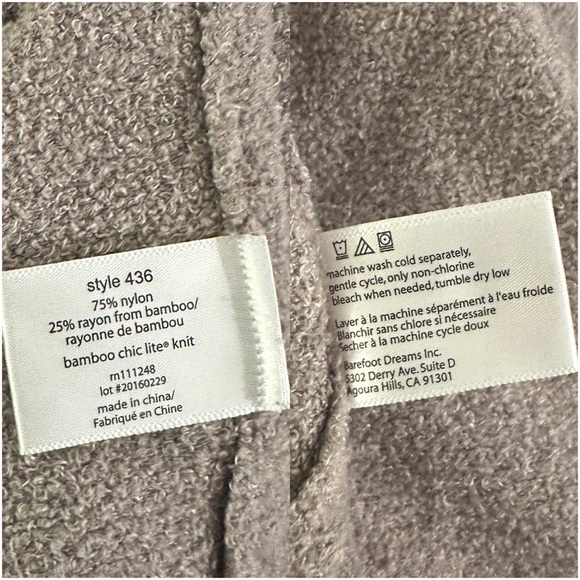 style 436
75% nylon
25% rayon from bamboo/
rayonne de bambou
bamboo chic lite® knit
rn111248
lot #20160229
made in china/
Fabriqué en Chine
machine wash cold separately,
gentle cycle, only non-chlorine
bleach when needed, tumble dry low
Laver à la machine séparément à l'eau froide
Blanchir sans chlore si nécessaire
Secher à la machine cycle doux
Barefoot Dreams Inc.
5302 Derry Ave. Suite D
Agoura Hills, CA 91301